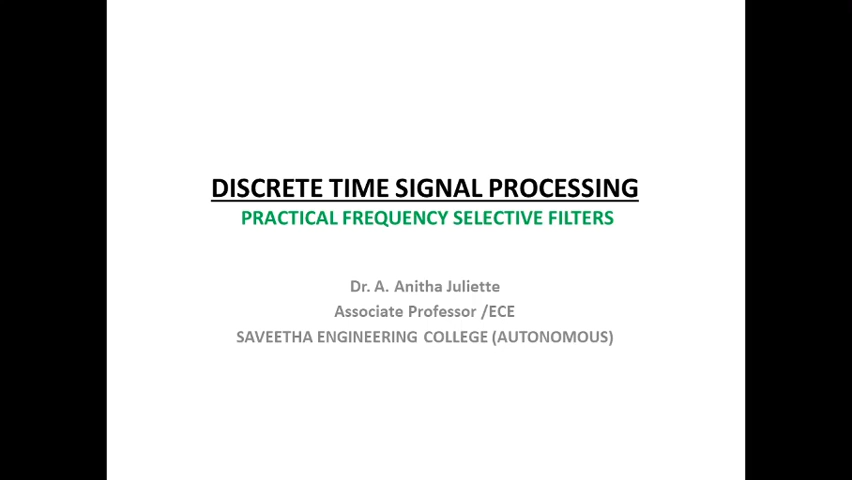 DISCRETE TIME SIGNAL PROCESSING
PRACTICAL FREQUENCY SELECTIVE FILTERS
Dr. A. Anitha Juliette
Associate Professor /ECE
SAVEETHA ENGINEERING COLLEGE (AUTONOMOUS)